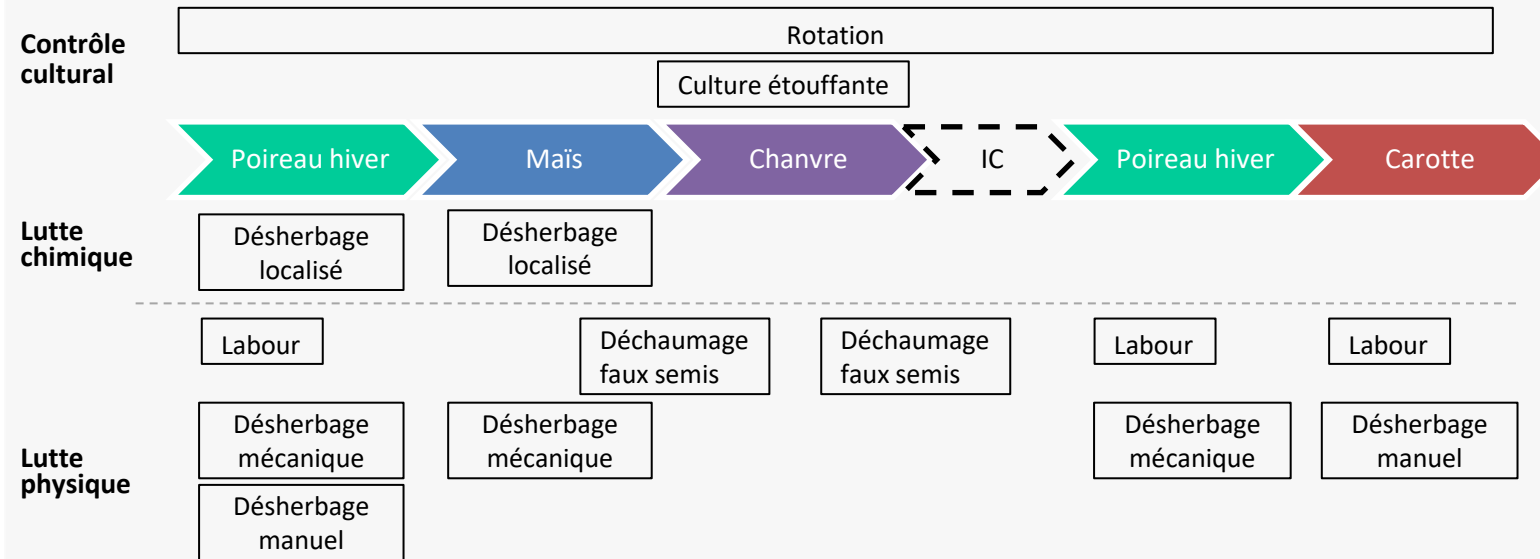 Contrôle
cultural
Rotation
Culture étouffante
Poireau hiver
Maïs
Chanvre
IC
Poireau hiver
Carotte
Lutte
chimique
Désherbage
localisé
Désherbage
localisé
Labour
Déchaumage
faux semis
Déchaumage
faux semis
Labour
Labour
Lutte
physique
Désherbage
mécanique
Désherbage
mécanique
Désherbage
mécanique
Désherbage
manuel
Désherbage
manuel